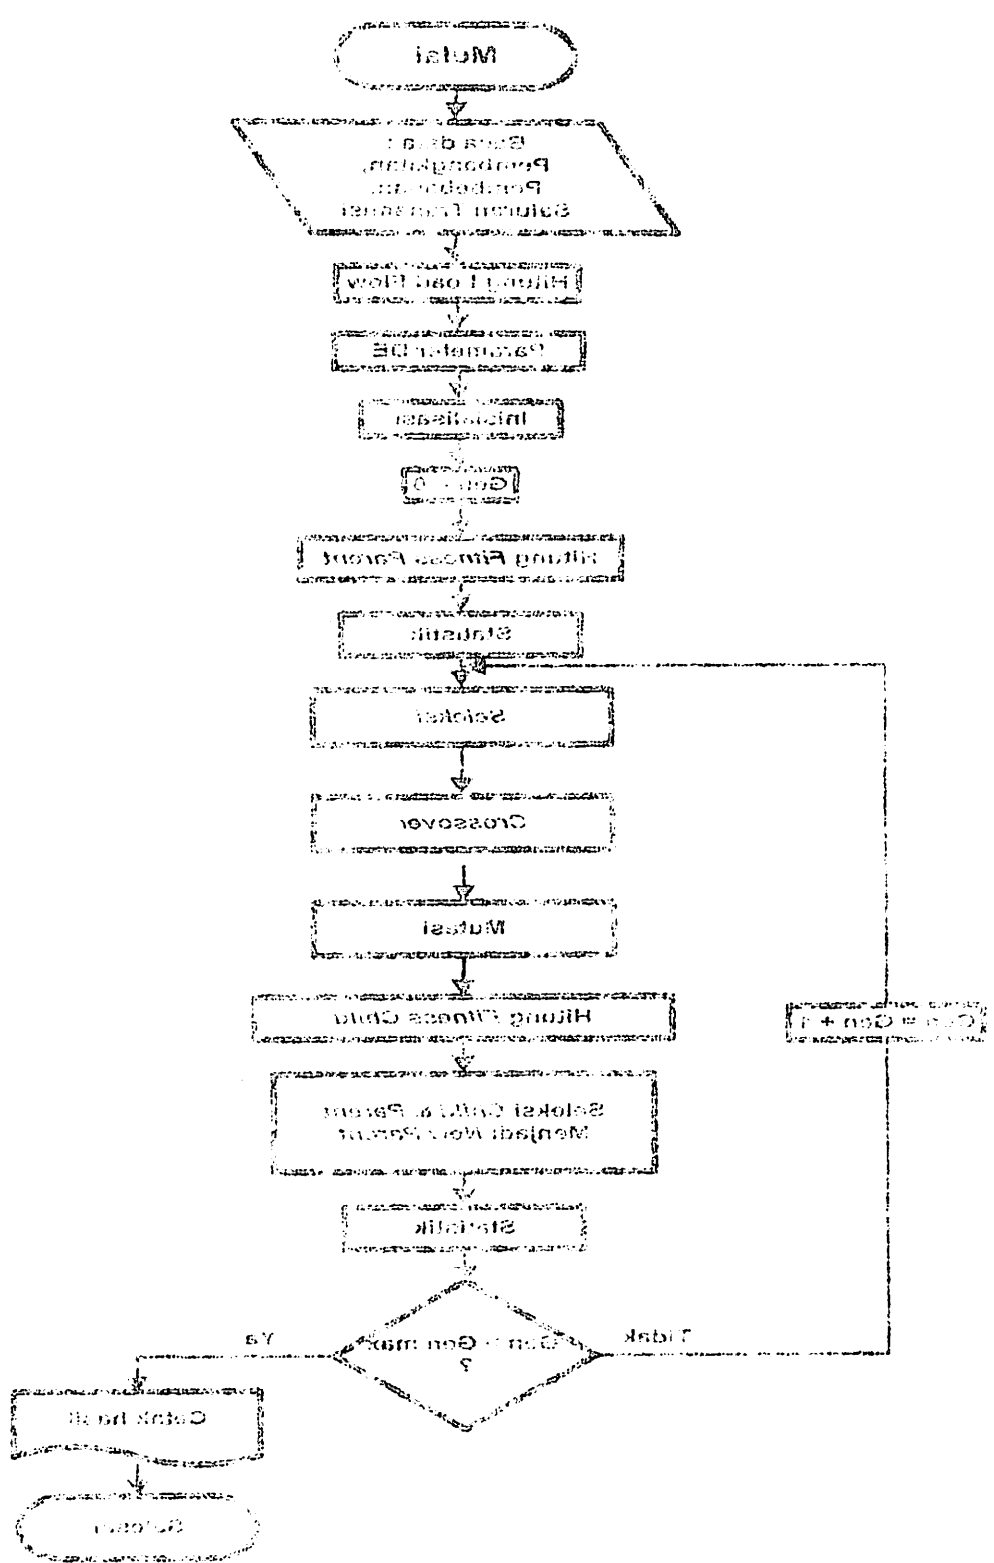 Mulai
Baca data :
Pembangkitan,
Pembebanan,
Saluran Transmisi
Hitung Load Flow
Parameter DE
Inisialisasi
Gen = 0
Hitung Fitness Parent
Statistik
Seleksi
Crossover
Mutasi
Hitung Fitness Child
Gen = Gen + 1
Seleksi Child & Parent
Menjadi New Parent
Statistik
Gen Gen max
?
Tidak
Ya
Cetak hasil
Selesai